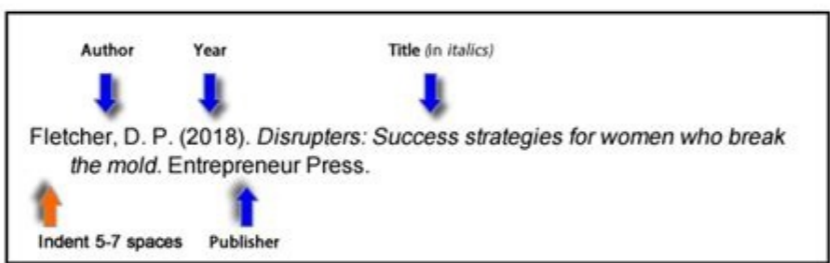 Author Year Title (in italics)
Fletcher, D. P. (2018). Disrupters: Success strategies for women who break
the mold. Entrepreneur Press.
Indent 5-7 spaces Publisher